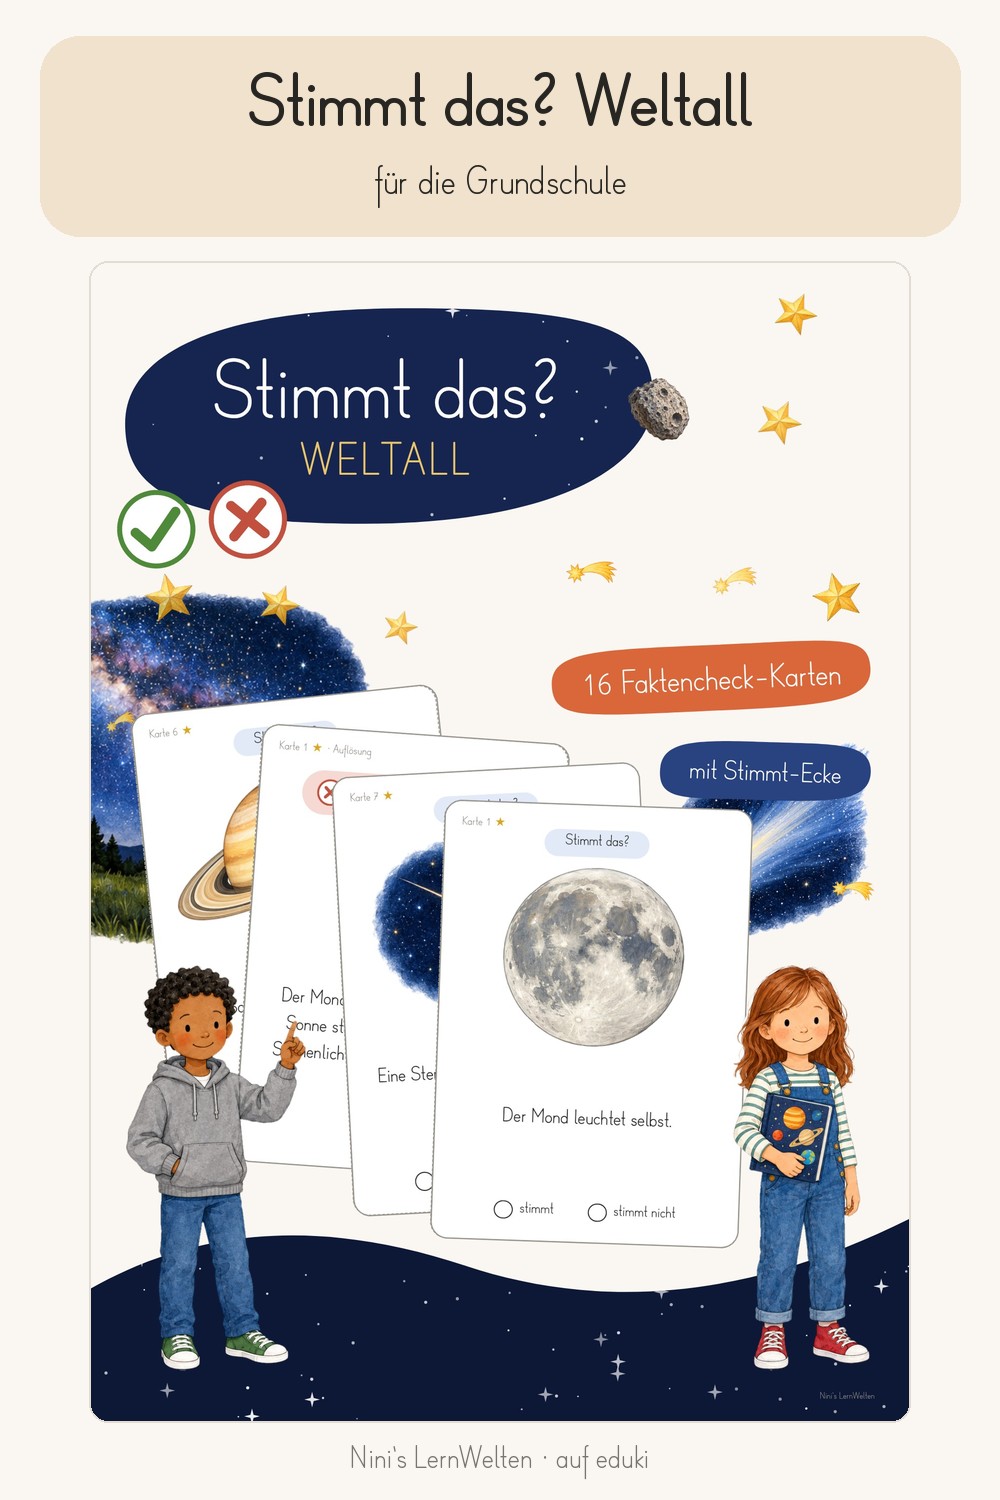 Stimmt das? Weltall
für die Grundschule
Stimmt das?
WELTALL
16 Faktencheck-Karten
mit Stimmt-Ecke
Karte 6 ★
Karte 1 ★ · Auflösung
Der Mond
Sonne
Karte 7 ★
Eine
Karte 1 ★
Stimmt das?
Der Mond leuchtet selbst.
stimmt
stimmt nicht
Nini's LernWelten
Nini's LernWelten · auf eduki